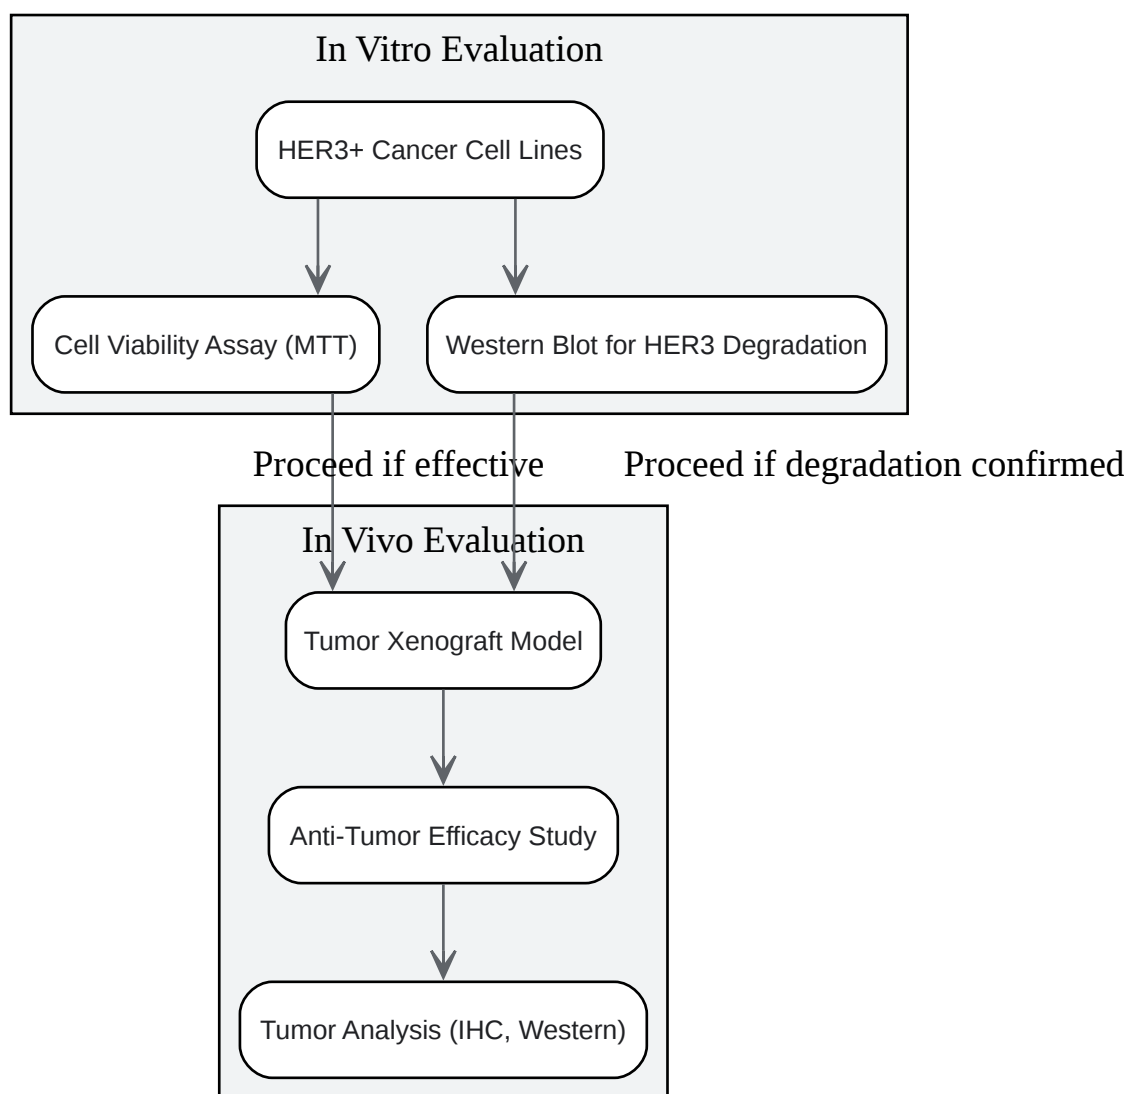 In Vitro Evaluation
HER3+ Cancer Cell Lines
Cell Viability Assay (MTT)
Western Blot for HER3 Degradation
Proceed if effective
Proceed if degradation confirmed
In Vivo Evaluation
Tumor Xenograft Model
Anti-Tumor Efficacy Study
Tumor Analysis (IHC, Western)